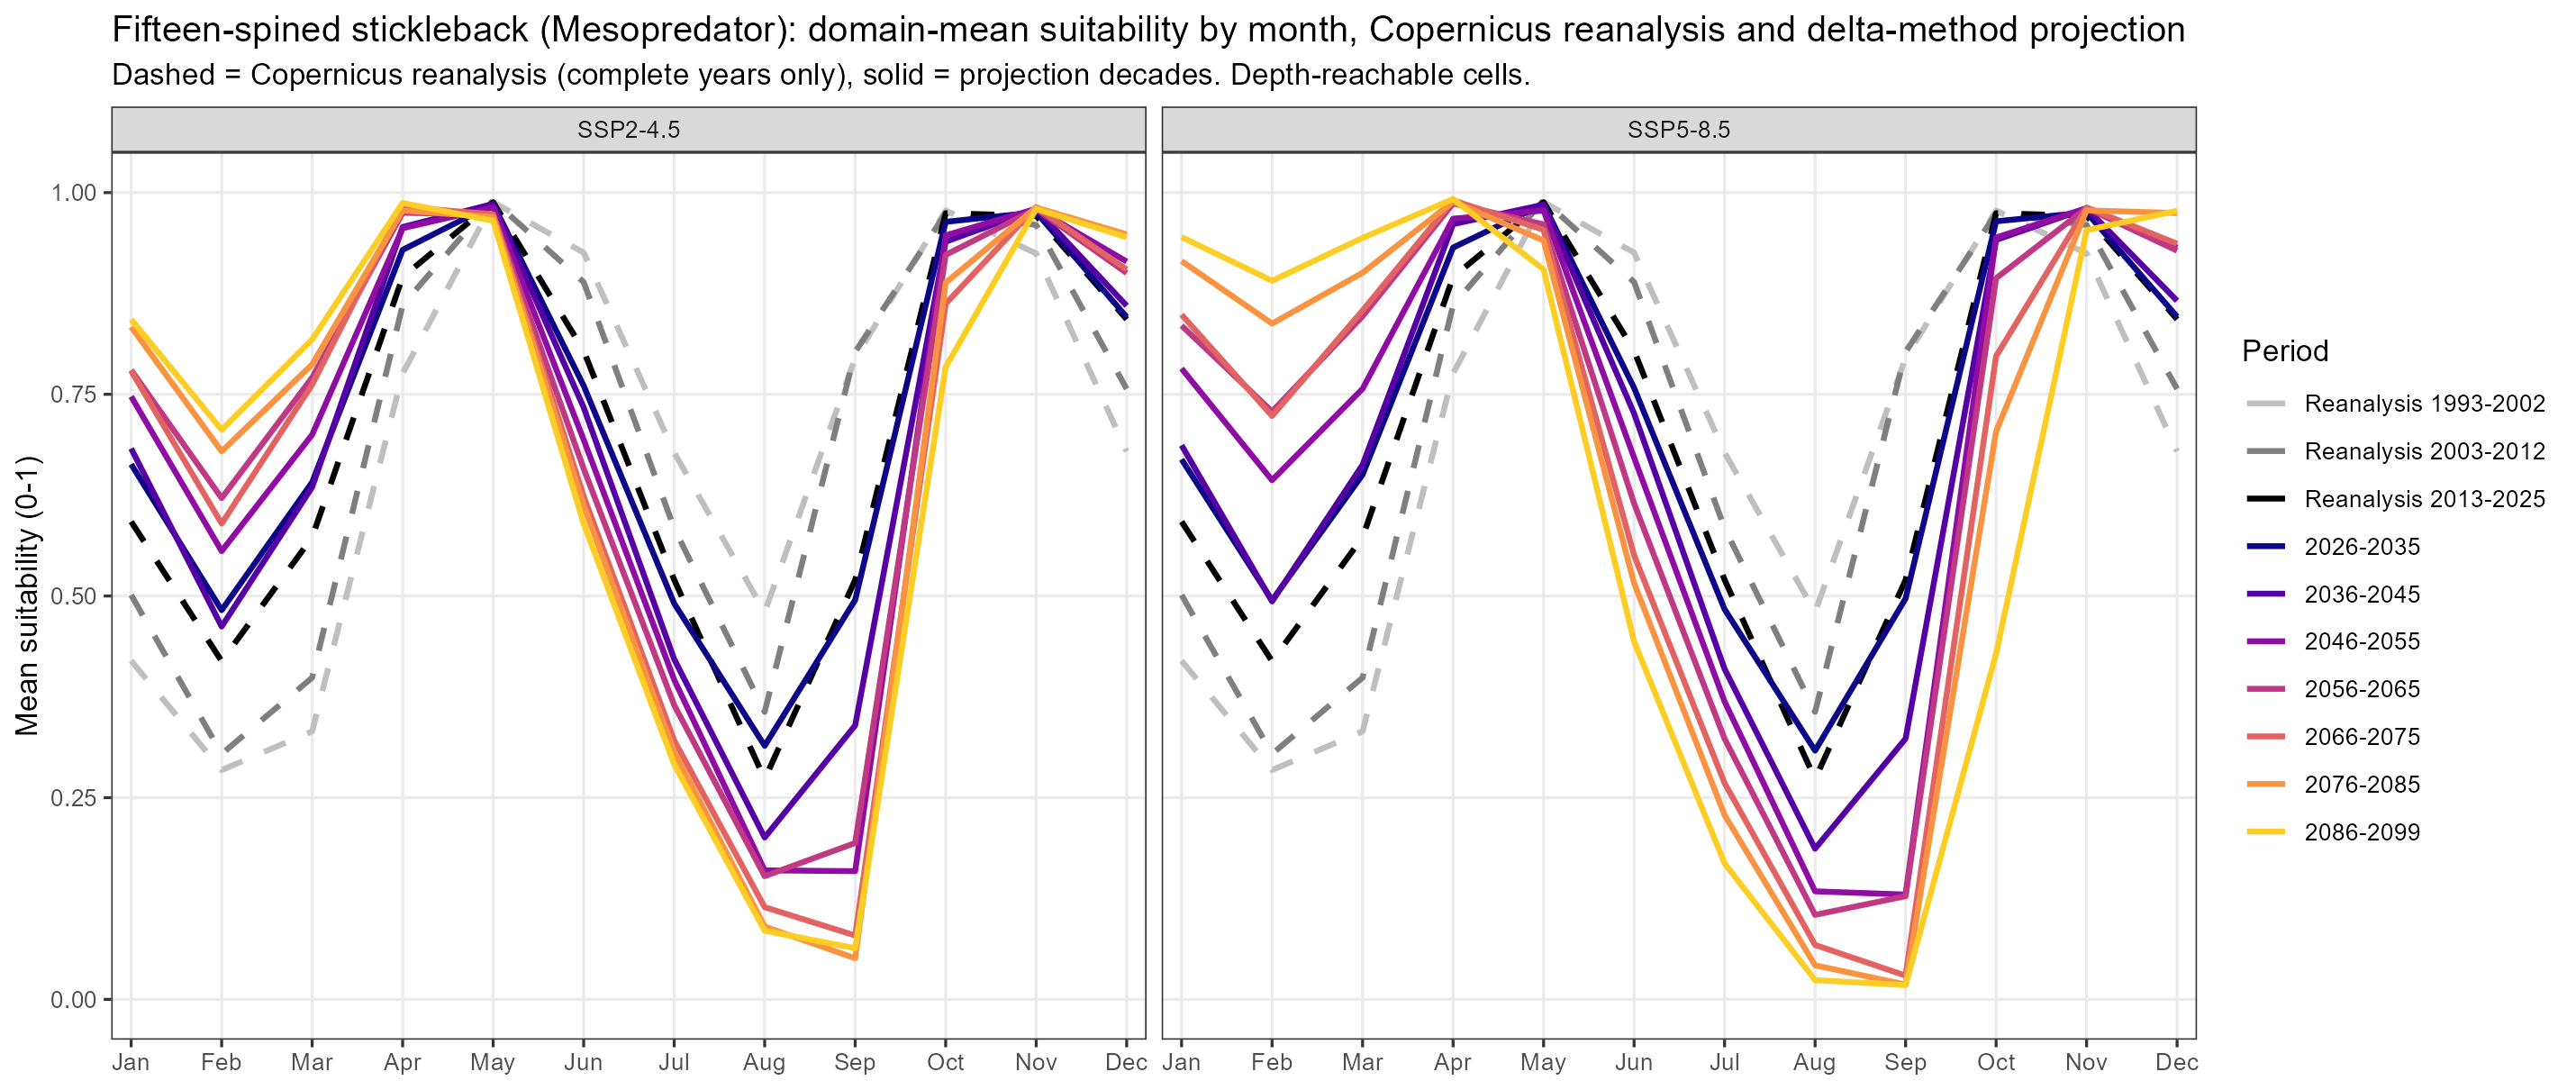 Fifteen-spined stickleback (Mesopredator): domain-mean suitability by month, Copernicus reanalysis and delta-method projection
Dashed = Copernicus reanalysis (complete years only), solid = projection decades. Depth-reachable cells.
SSP2-4.5
SSP5-8.5
Mean suitability (0-1)
1.00
0.75
0.50
0.25
0.00
Jan Feb Mar Apr May Jun Jul Aug Sep Oct Nov Dec
Jan Feb Mar Apr May Jun Jul Aug Sep Oct Nov Dec
Period
Reanalysis 1993-2002
Reanalysis 2003-2012
Reanalysis 2013-2025
2026-2035
2036-2045
2046-2055
2056-2065
2066-2075
2076-2085
2086-2099